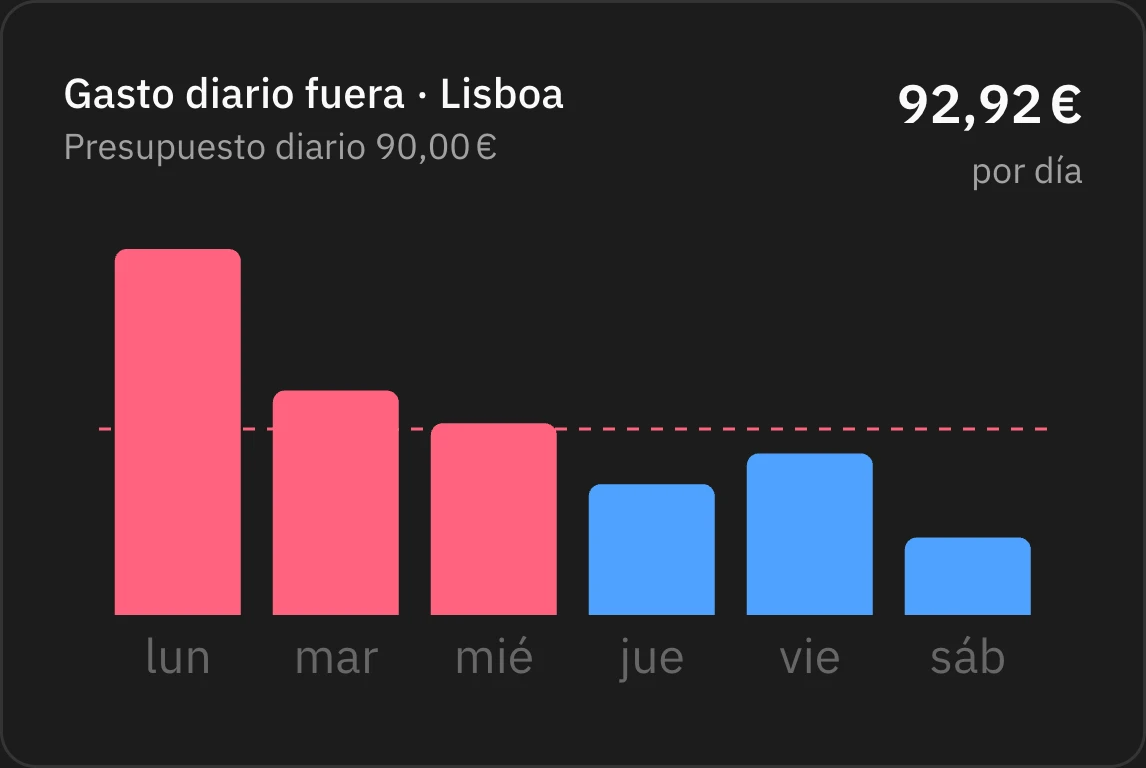 Gasto diario fuera · Lisboa
Presupuesto diario 90,00 €
92,92 €
por día
lun mar mié jue vie sáb